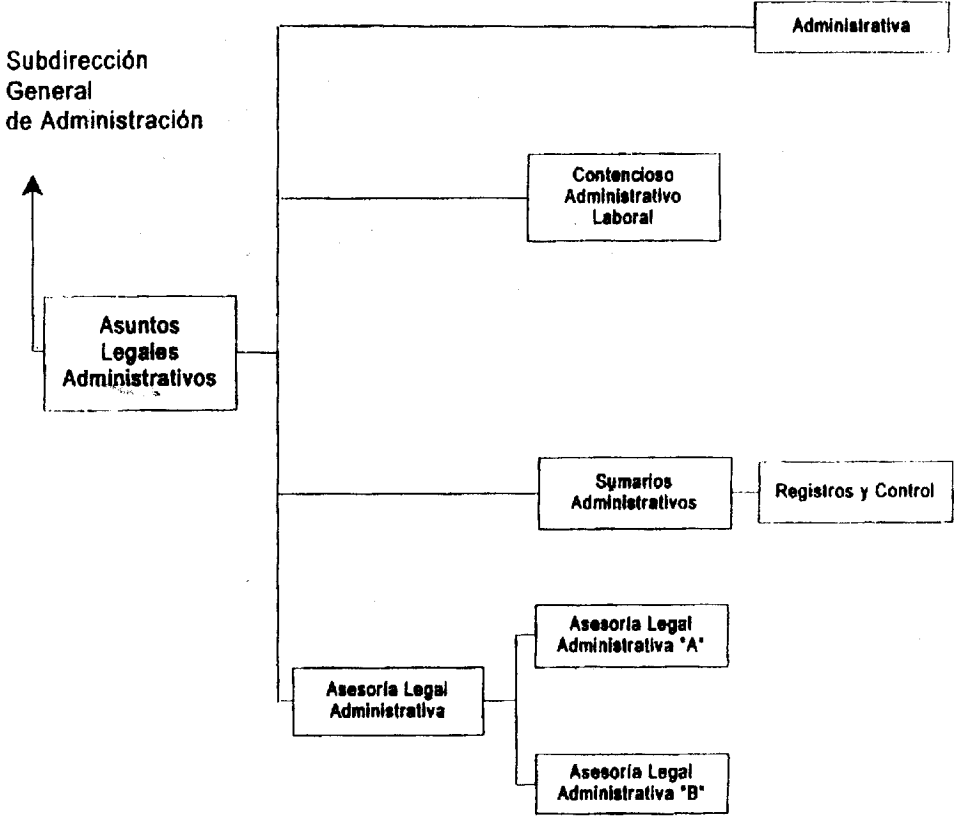 Administrativa
Subdirección
General
de Administración
Contencioso
Administrativo
Laboral
Asuntos
Legales
Administrativos
Sumarios
Administrativos
Registros y Control
Asesoría Legal
Administrativa "A"
Asesoría Legal
Administrativa
Asesoría Legal
Administrativa "B"